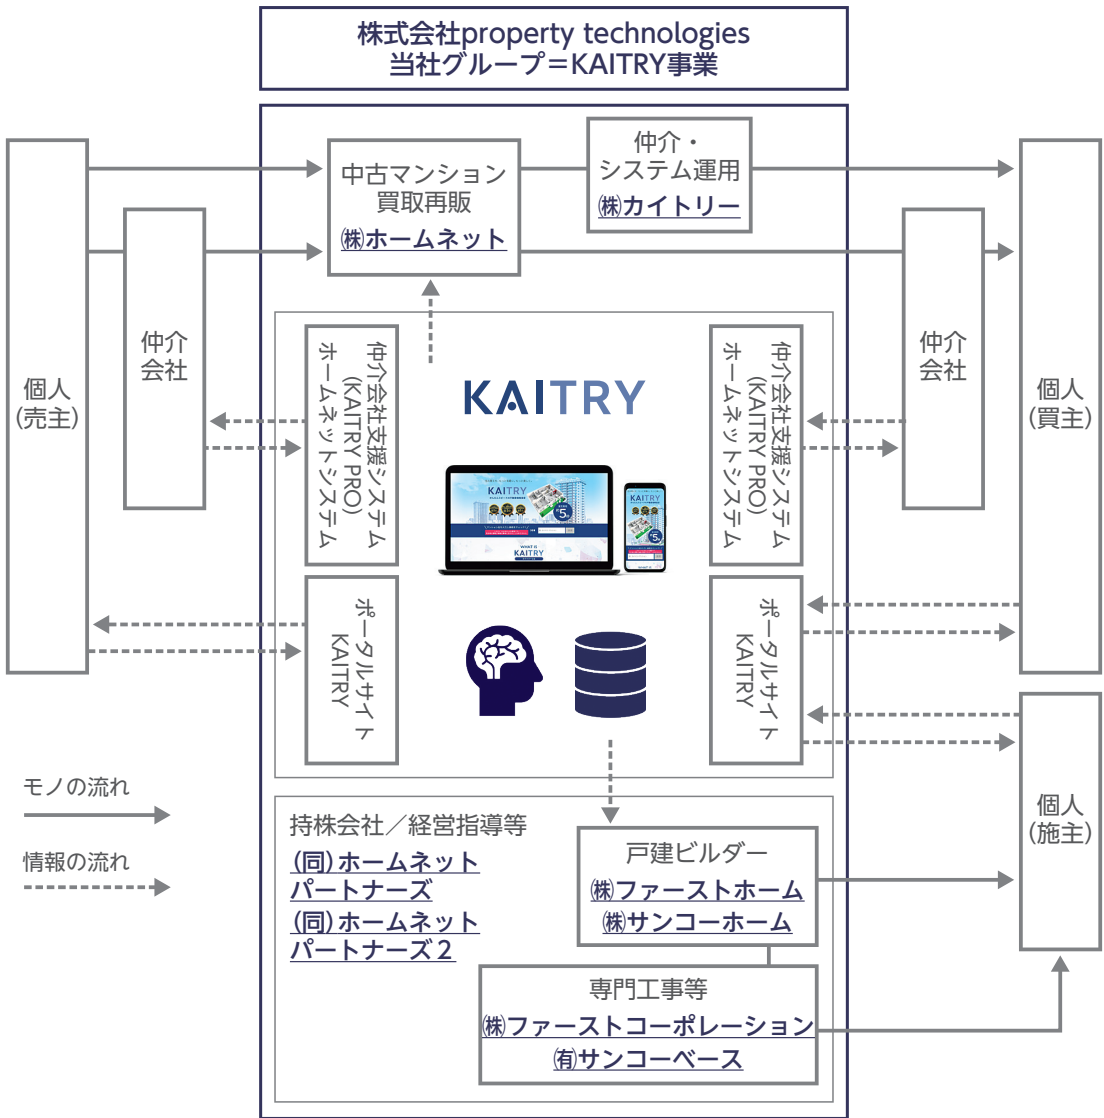 株式会社property technologies
当社グループ＝KAITRY事業
個人
(売主)
仲介
会社
中古マンション
買取再販
㈱ホームネット
仲介・
システム運用
㈱カイトリー
仲介
会社
個人
(買主)
仲介会社支援システム
(KAITRY PRO)
ホームネットシステム
KAITRY
仲介会社支援システム
(KAITRY PRO)
ホームネットシステム
KAITRY
KAITRY
WHAT IS
KAITRY
ポータルサイト
KAITRY
ポータルサイト
KAITRY
モノの流れ
情報の流れ
持株会社／経営指導等
(同)ホームネット
パートナーズ
(同)ホームネット
パートナーズ２
戸建ビルダー
㈱ファーストホーム
㈱サンコーホーム
専門工事等
㈱ファーストコーポレーション
㈲サンコーベース
個人
(施主)